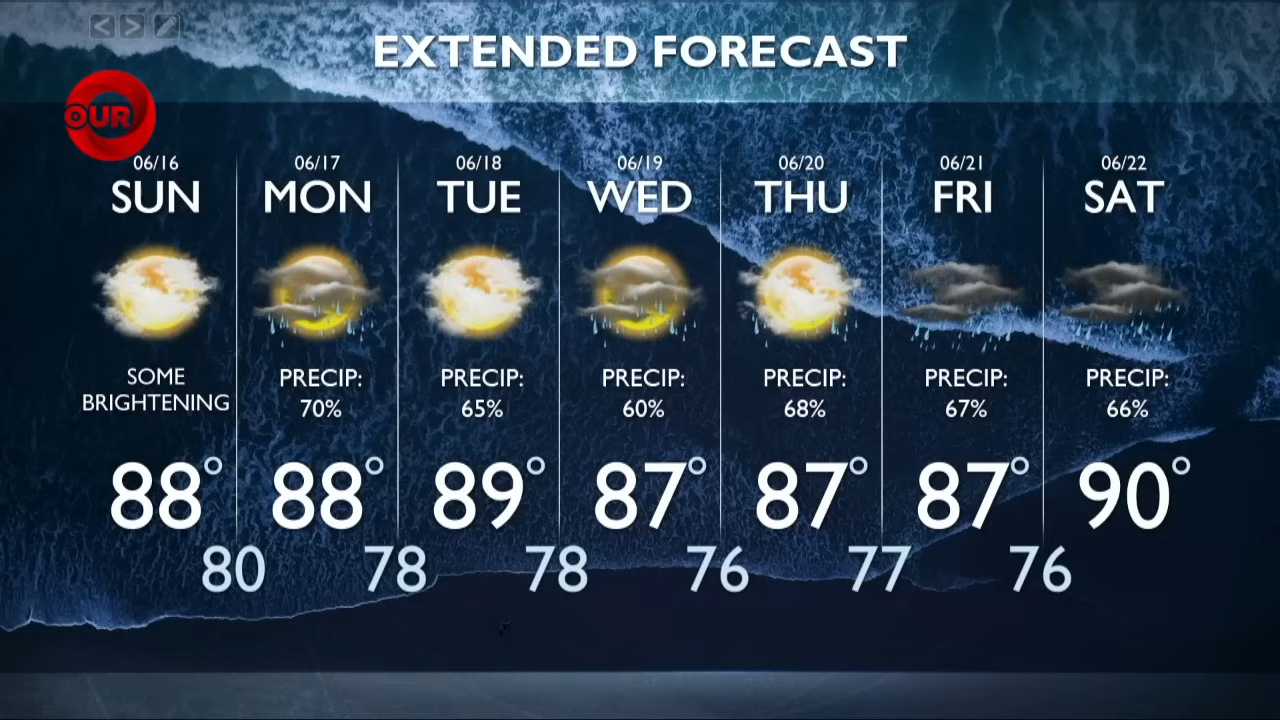 EXTENDED FORECAST
OUR
06/16 06/17 06/18 06/19 06/20 06/21 06/22
SUN MON TUE WED THU FRI SAT
SOME
BRIGHTENING
PRECIP: PRECIP: PRECIP: PRECIP: PRECIP: PRECIP:
70% 65% 60% 68% 67% 66%
88° 88° 89° 87° 87° 87° 90°
80 78 78 76 77 76